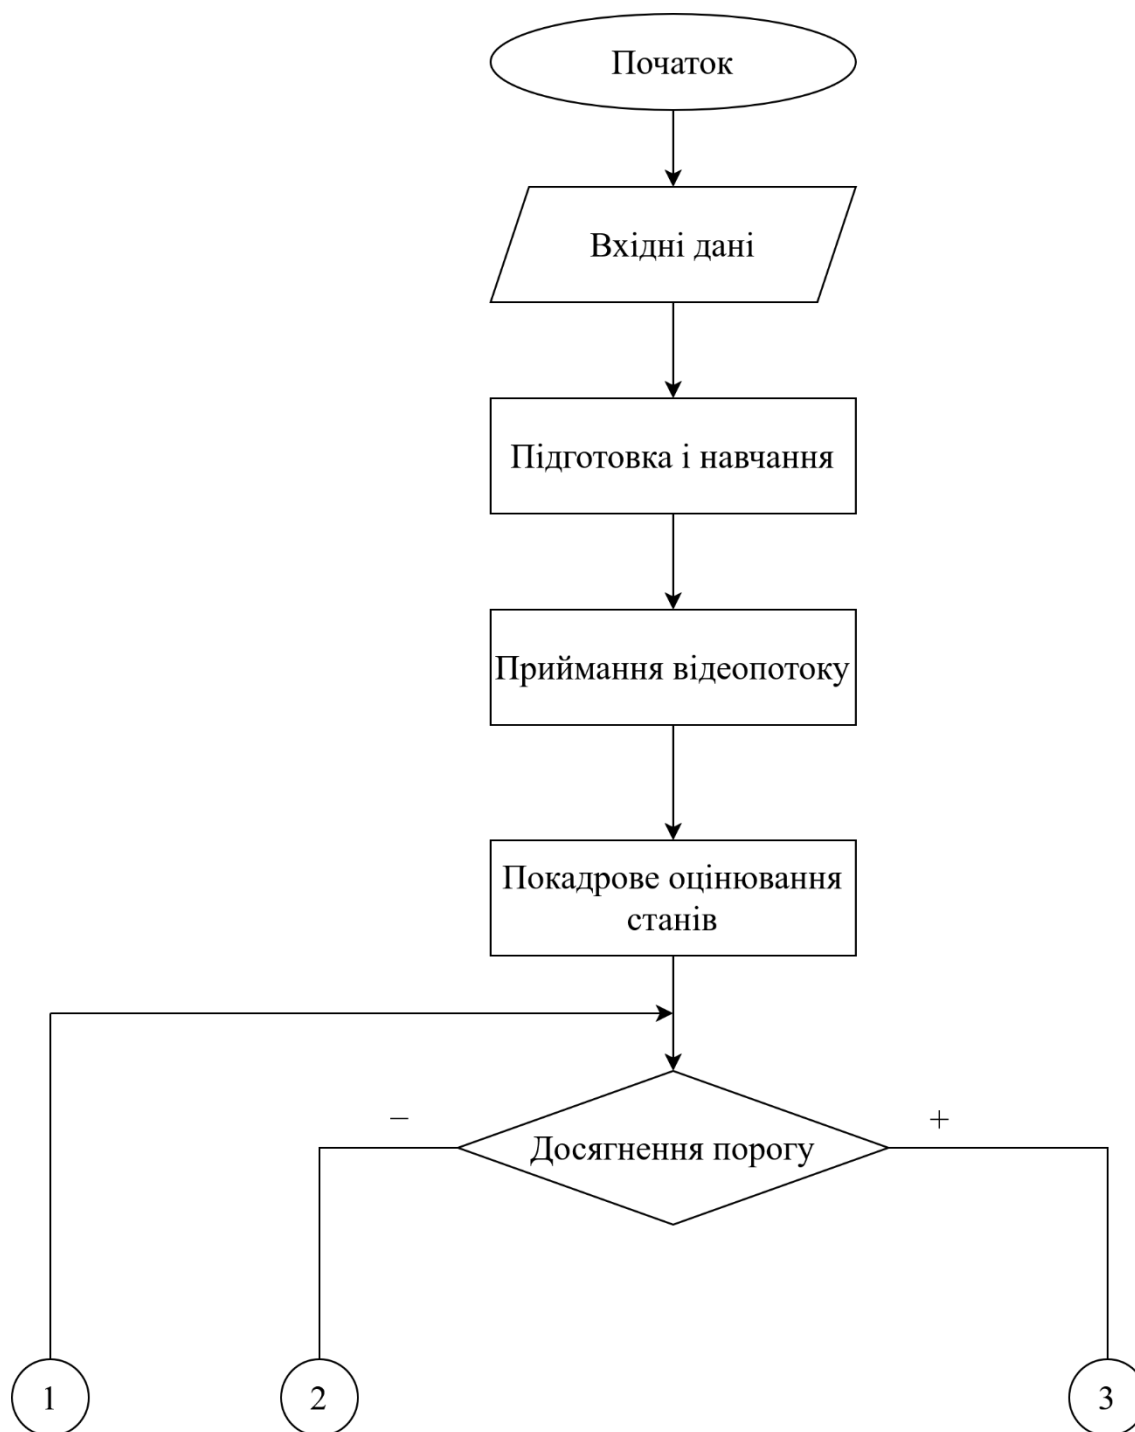 Початок
Вхідні дані
Підготовка і навчання
Приймання відеопотоку
Покадрове оцінювання
станів
– +
Досягнення порогу
1 2 3